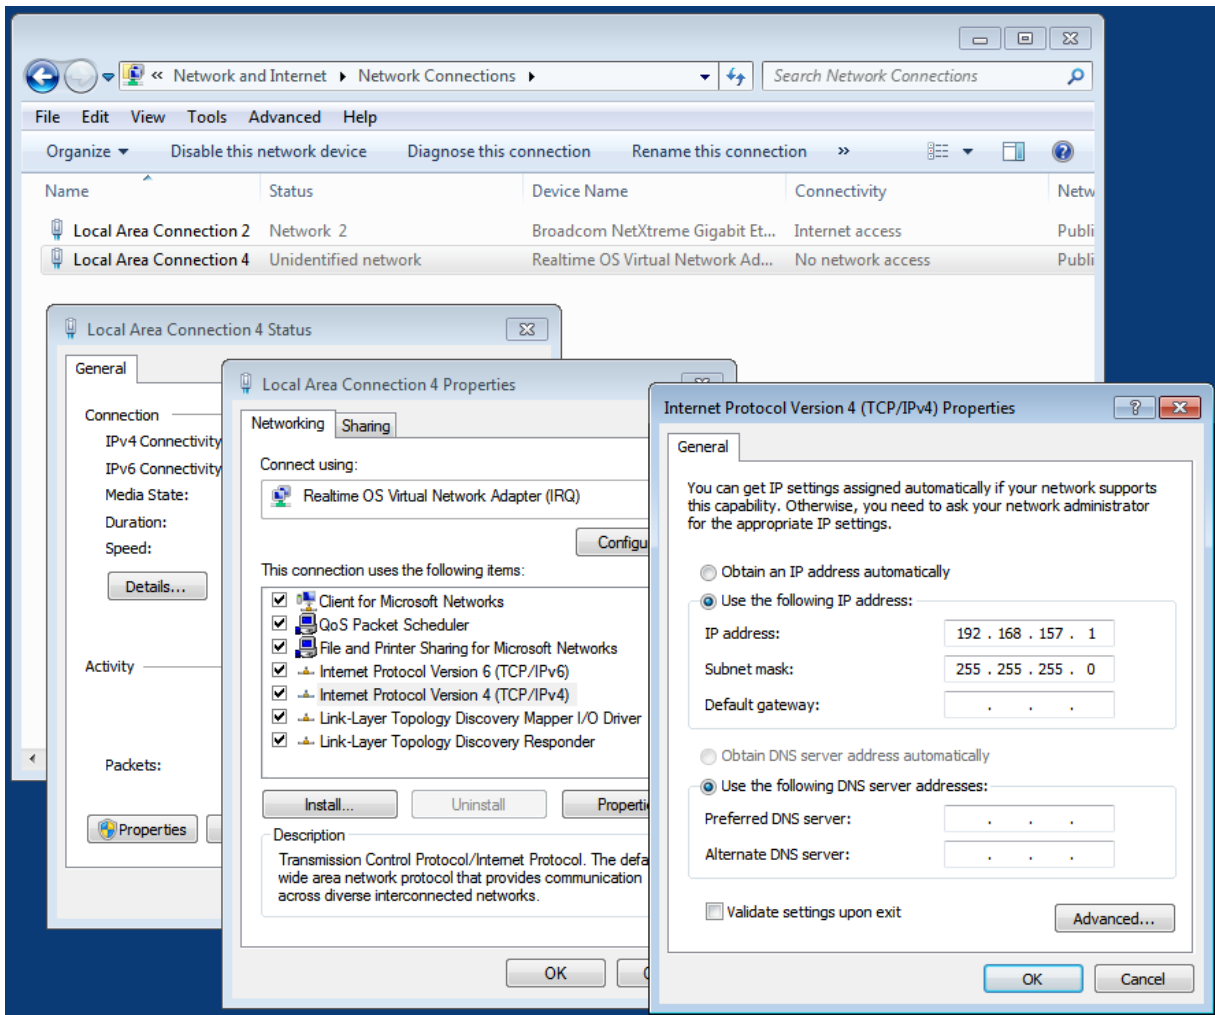 « Network and Internet Network Connections
Search Network Connections
File Edit View Tools Advanced Help
Organize Disable this network device Diagnose this connection Rename this connection »
Name Status Device Name Connectivity Netw
Local Area Connection 2 Network 2 Broadcom NetXtreme Gigabit Et... Internet access Publi
Local Area Connection 4 Unidentified network Realtime OS Virtual Network Ad... No network access Publi
Local Area Connection 4 Status
General
Connection
IPv4 Connectivity
IPv6 Connectivity
Media State:
Duration:
Speed:
Details...
Activity
Packets:
Properties
Local Area Connection 4 Properties
Networking Sharing
Connect using:
Realtime OS Virtual Network Adapter (IRQ)
Configu
This connection uses the following items:
Client for Microsoft Networks
QoS Packet Scheduler
File and Printer Sharing for Microsoft Networks
Internet Protocol Version 6 (TCP/IPv6)
Internet Protocol Version 4 (TCP/IPv4)
Link-Layer Topology Discovery Mapper I/O Driver
Link-Layer Topology Discovery Responder
Install... Uninstall Properti
Description
Transmission Control Protocol/Internet Protocol. The defa
wide area network protocol that provides communication
across diverse interconnected networks.
OK
Internet Protocol Version 4 (TCP/IPv4) Properties
General
You can get IP settings assigned automatically if your network supports
this capability. Otherwise, you need to ask your network administrator
for the appropriate IP settings.
Obtain an IP address automatically
Use the following IP address:
IP address: 192 . 168 . 157 . 1
Subnet mask: 255 . 255 . 255 . 0
Default gateway: . . .
Obtain DNS server address automatically
Use the following DNS server addresses:
Preferred DNS server: . . .
Alternate DNS server: . . .
Validate settings upon exit
Advanced...
OK Cancel